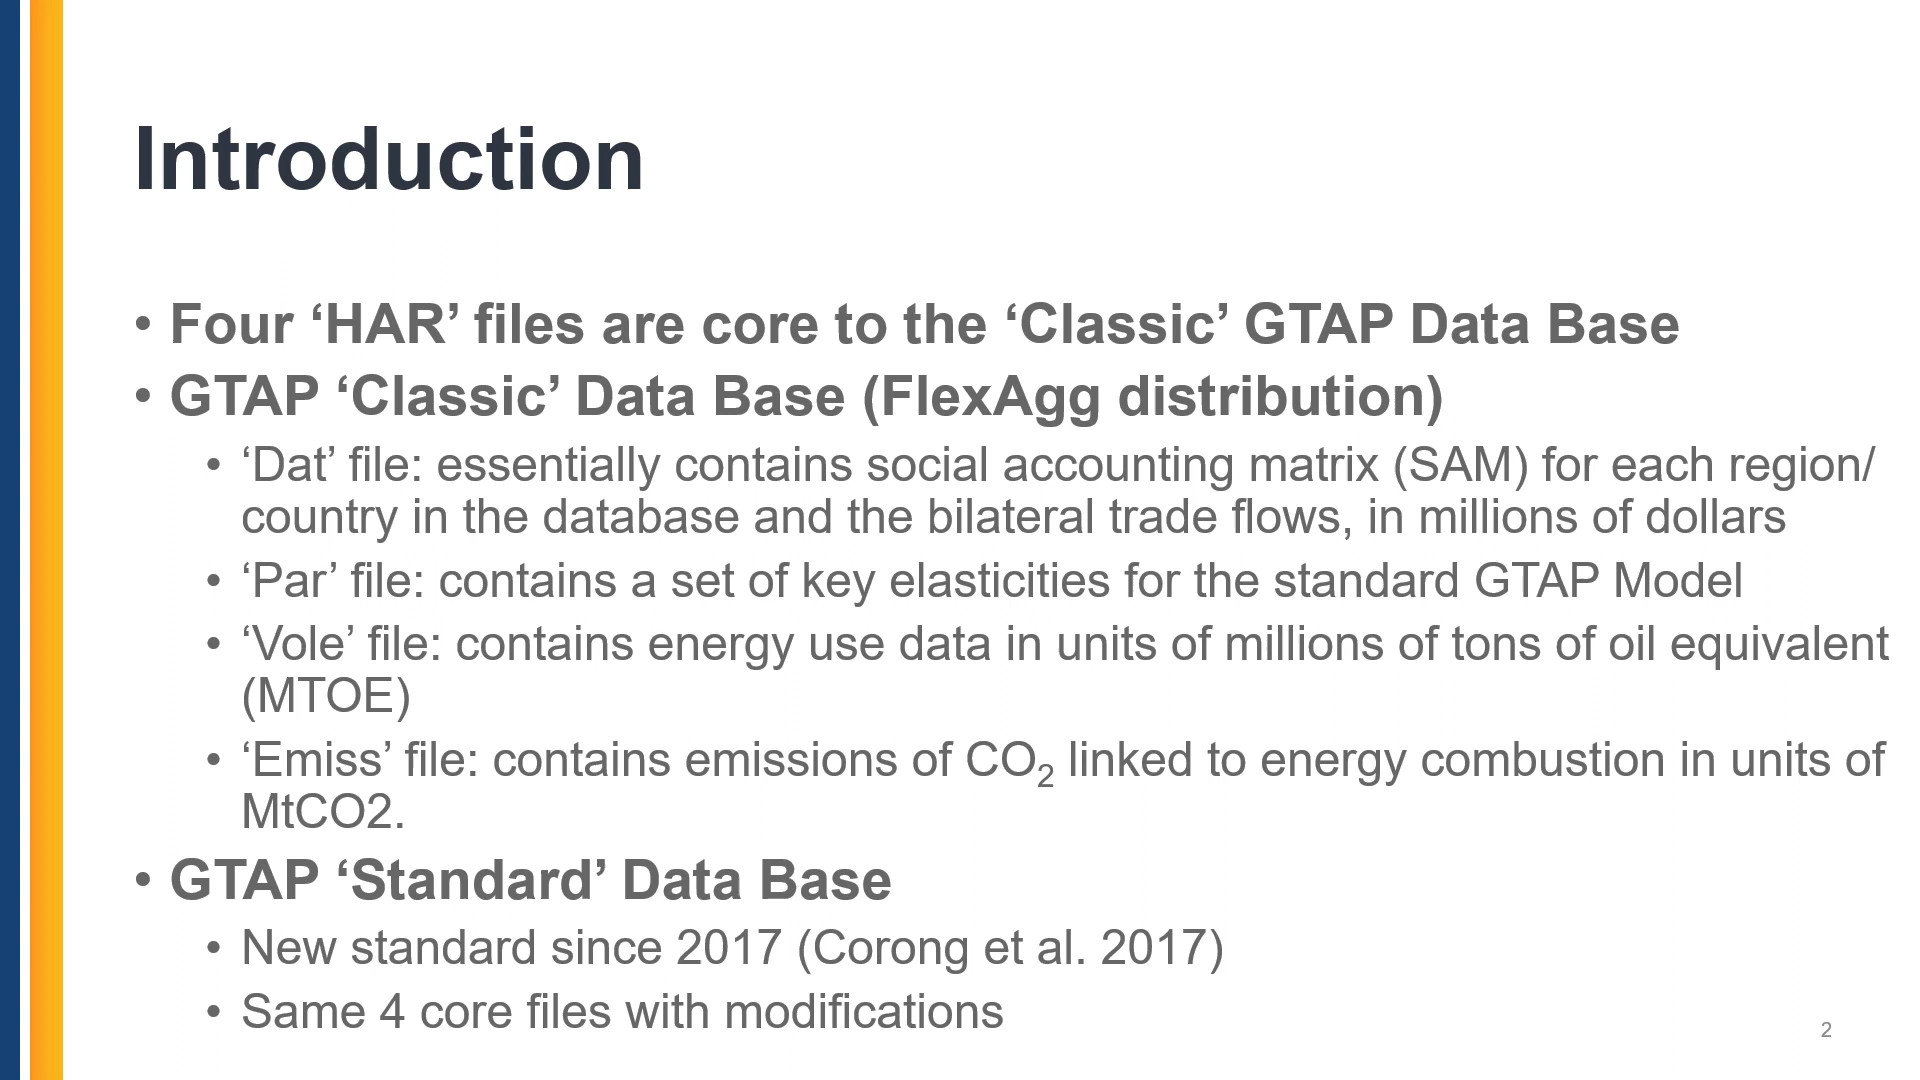 Introduction
• Four ‘HAR’ files are core to the ‘Classic’ GTAP Data Base
• GTAP ‘Classic’ Data Base (FlexAgg distribution)
• ‘Dat’ file: essentially contains social accounting matrix (SAM) for each region/
country in the database and the bilateral trade flows, in millions of dollars
• ‘Par’ file: contains a set of key elasticities for the standard GTAP Model
• ‘Vole’ file: contains energy use data in units of millions of tons of oil equivalent
(MTOE)
• ‘Emiss’ file: contains emissions of CO₂ linked to energy combustion in units of
MtCO2.
• GTAP ‘Standard’ Data Base
• New standard since 2017 (Corong et al. 2017)
• Same 4 core files with modifications
2